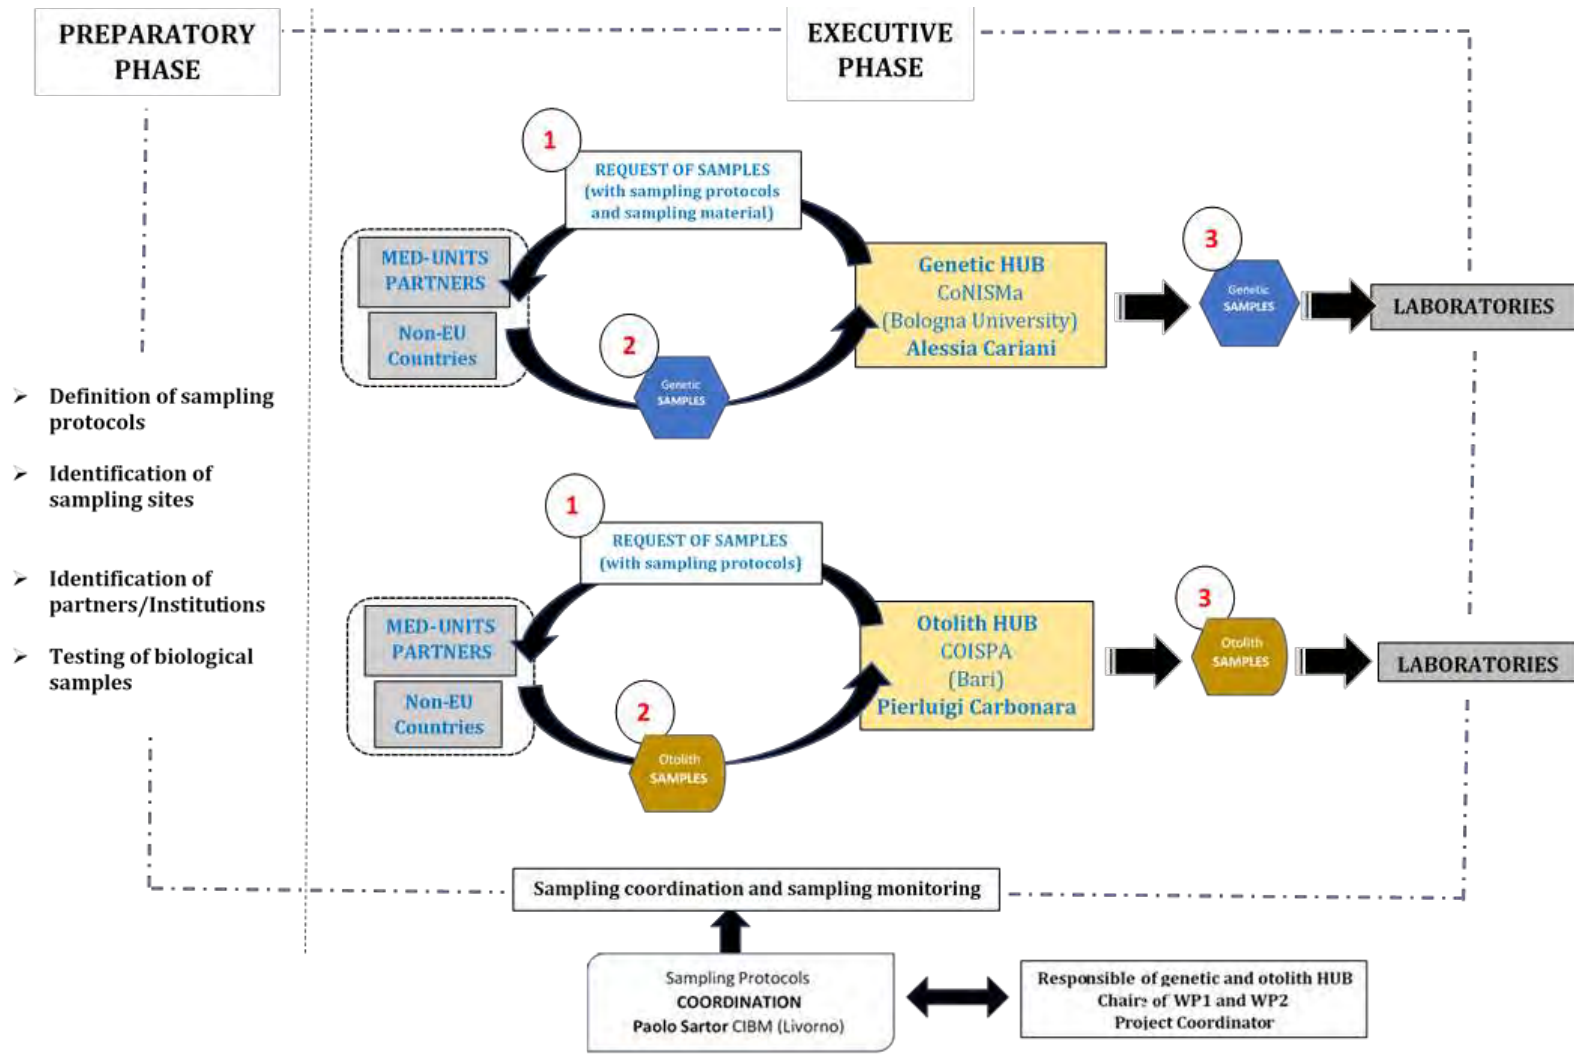 PREPARATORY
PHASE
EXECUTIVE
PHASE
➢ Definition of sampling
protocols
➢ Identification of
sampling sites
➢ Identification of
partners/Institutions
➢ Testing of biological
samples
1
REQUEST OF SAMPLES
(with sampling protocols
and sampling material)
MED-UNITS
PARTNERS
Non-EU
Countries
2
Genetic
SAMPLES
Genetic HUB
CoNISMa
(Bologna University)
Alessia Cariani
3
Genetic
SAMPLES
LABORATORIES
1
REQUEST OF SAMPLES
(with sampling protocols)
MED-UNITS
PARTNERS
Non-EU
Countries
2
Otolith
SAMPLES
Otolith HUB
COISPA
(Bari)
Pierluigi Carbonara
3
Otolith
SAMPLES
LABORATORIES
Sampling coordination and sampling monitoring
Sampling Protocols
COORDINATION
Paolo Sartor CIBM (Livorno)
Responsible of genetic and otolith HUB
Chairs of WP1 and WP2
Project Coordinator